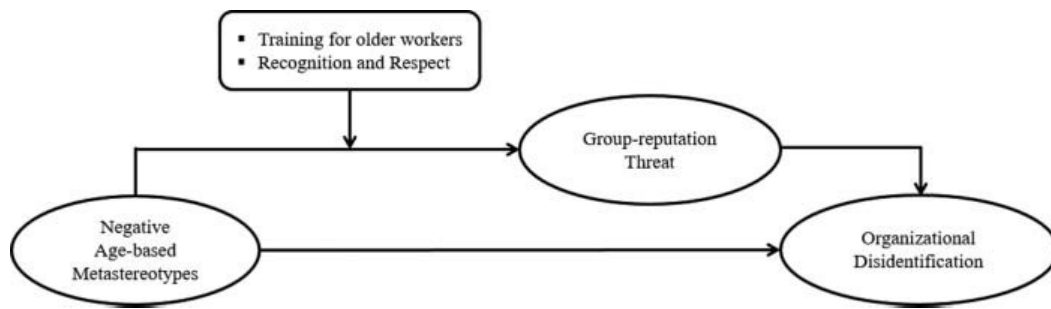 ▪ Training for older workers
▪ Recognition and Respect
Group-reputation
Threat
Negative
Age-based
Metastereotypes
Organizational
Disidentification